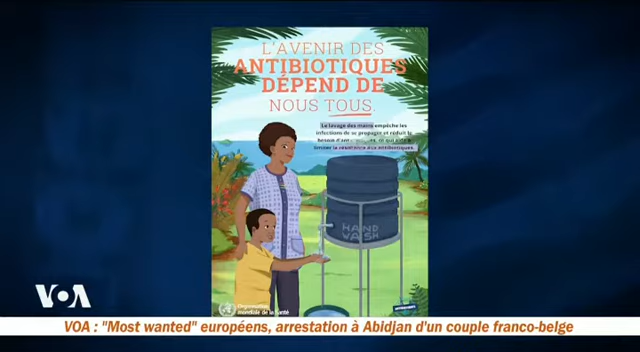 L'AVENIR DES
ANTIBIOTIQUES
DÉPEND DE
NOUS TOUS.
Le lavage des mains empêche les
infections de se propager et réduit le
limiter la résistance aux antibiotiques.
HAND
WASH
Organisation
mondiale de la Santé
VOA
VOA : "Most wanted" européens, arrestation à Abidjan d'un couple franco-belge